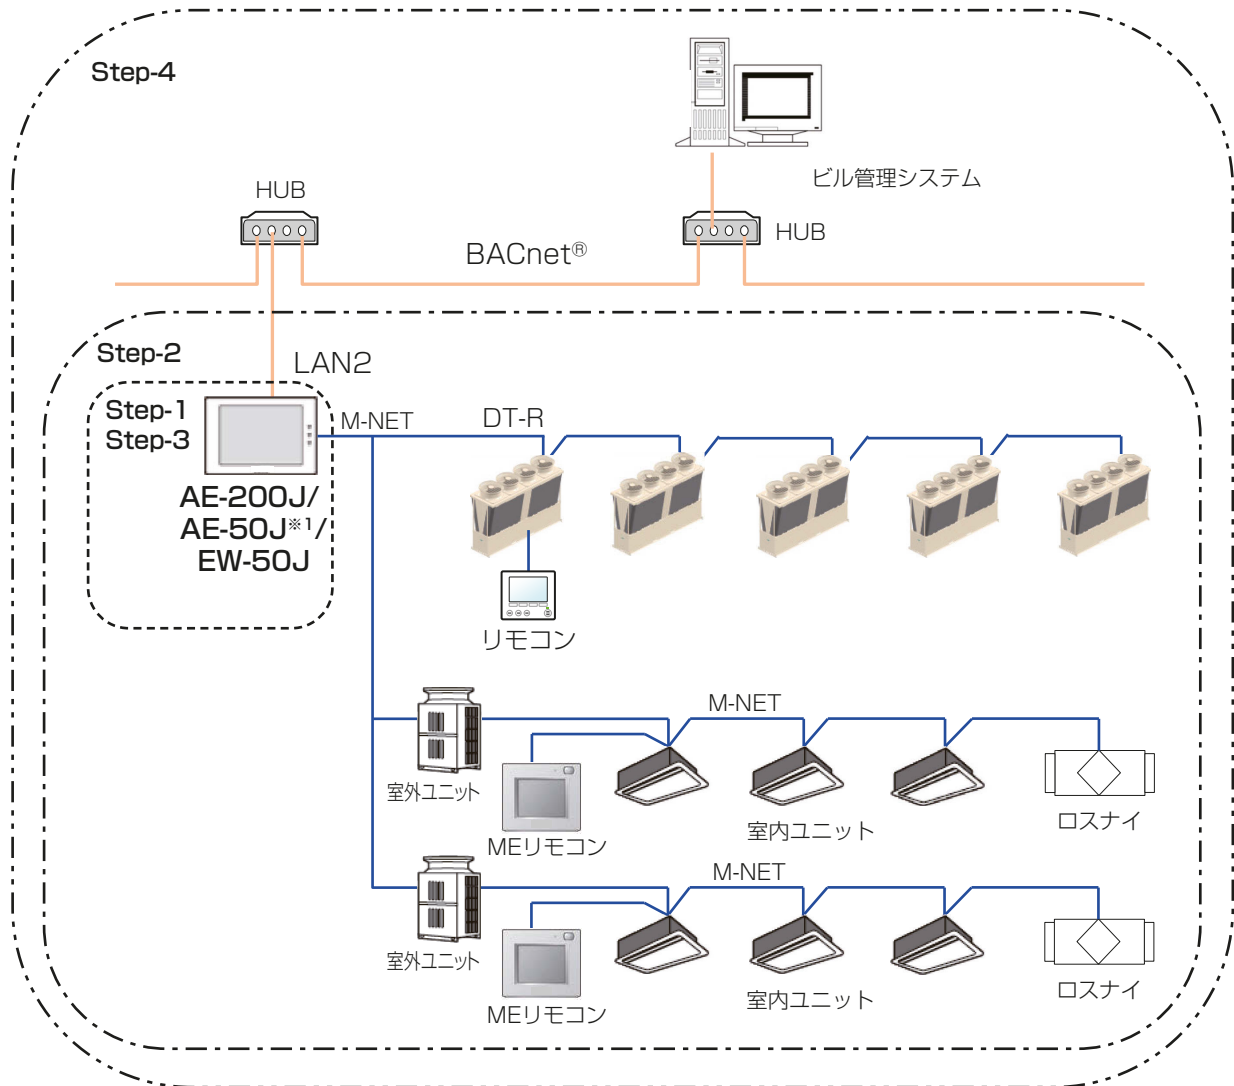 Step-4
ビル管理システム
HUB
HUB
BACnet®
Step-2
LAN2
Step-1
Step-3
M-NET
DT-R
AE-200J/
AE-50J※1/
EW-50J
リモコン
M-NET
室外ユニット
MEリモコン
室内ユニット
ロスナイ
M-NET
室外ユニット
MEリモコン
室内ユニット
ロスナイ